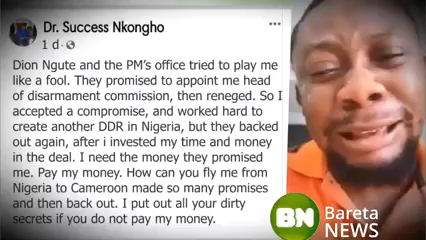 Dr. Success Nkongho
1 d
Dion Ngute and the PM's office tried to play me
like a fool. They promised to appoint me head
of disarmament commission, then reneged. So I
accepted a compromise, and worked hard to
create another DDR in Nigeria, but they backed
out again, after i invested my time and money
in the deal. I need the money they promised
me. Pay my money. How can you fly me from
Nigeria to Cameroon made so many promises
and then back out. I put out all your dirty
secrets if you do not pay my money.
BN Bareta
NEWS